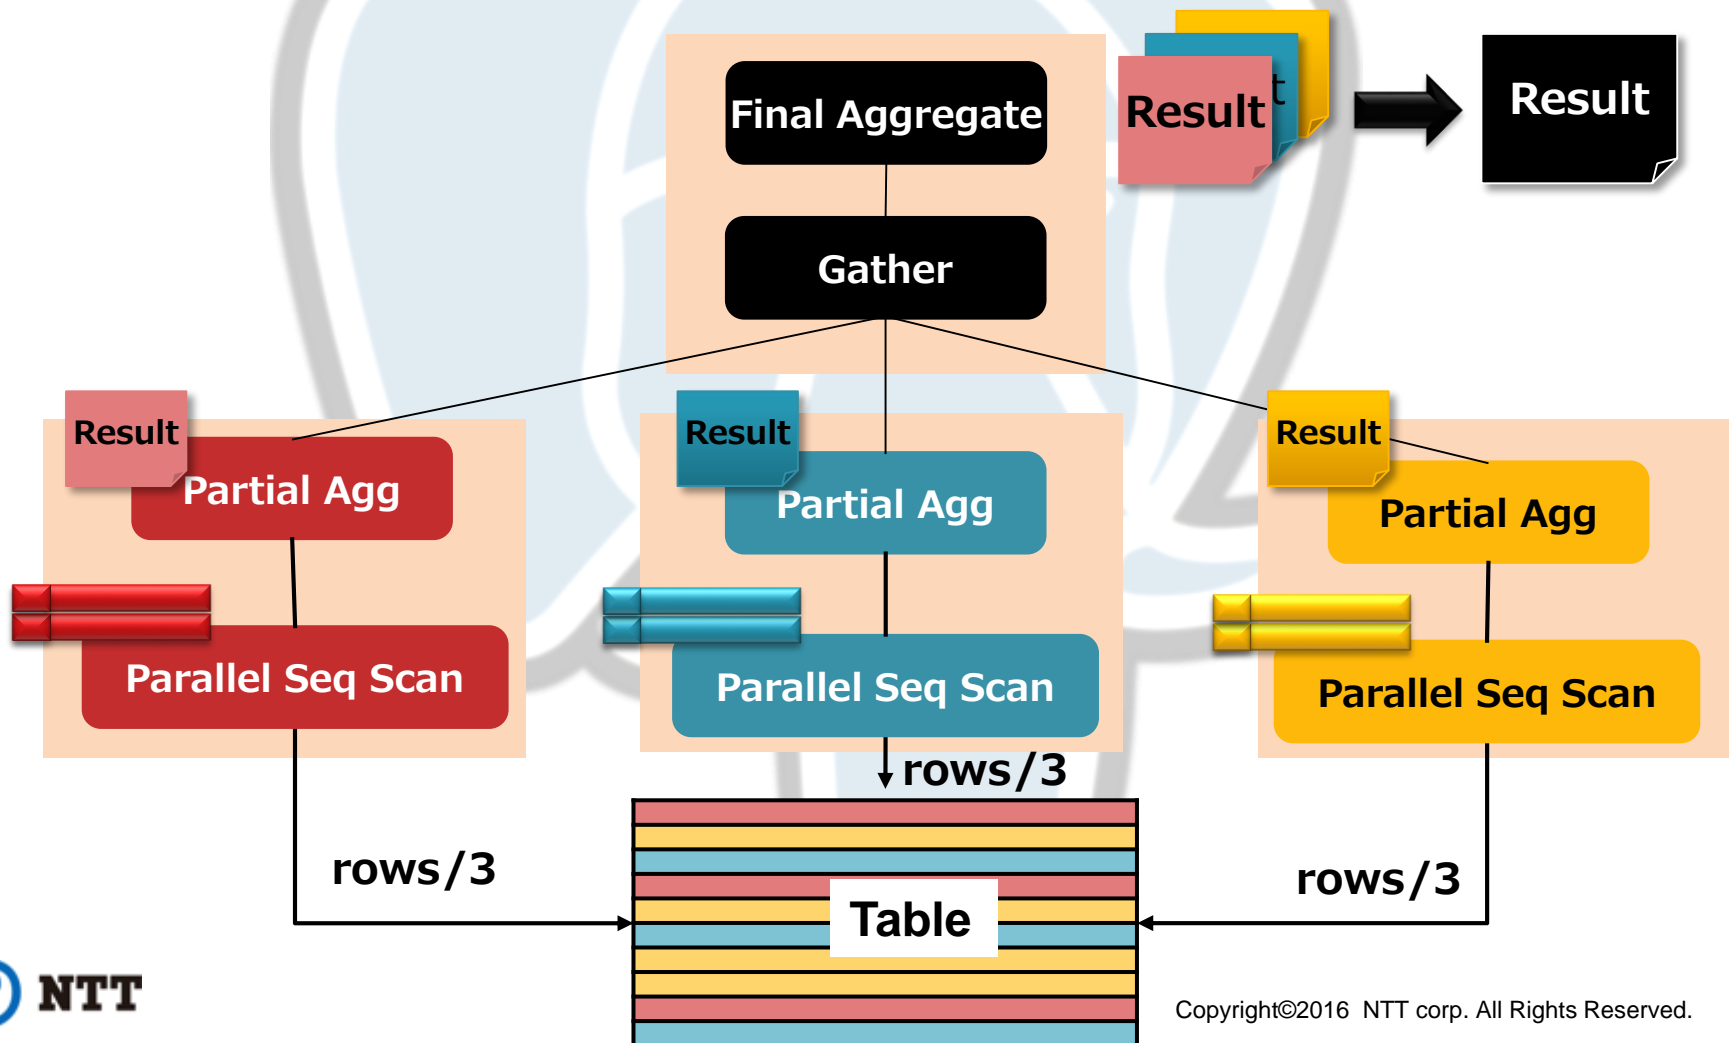 Final Aggregate
Result
Result
Gather
Result
Partial Agg
Result
Partial Agg
Result
Partial Agg
Parallel Seq Scan
Parallel Seq Scan
Parallel Seq Scan
rows/3
rows/3
rows/3
Table
NTT
Copyright©2016 NTT corp. All Rights Reserved.